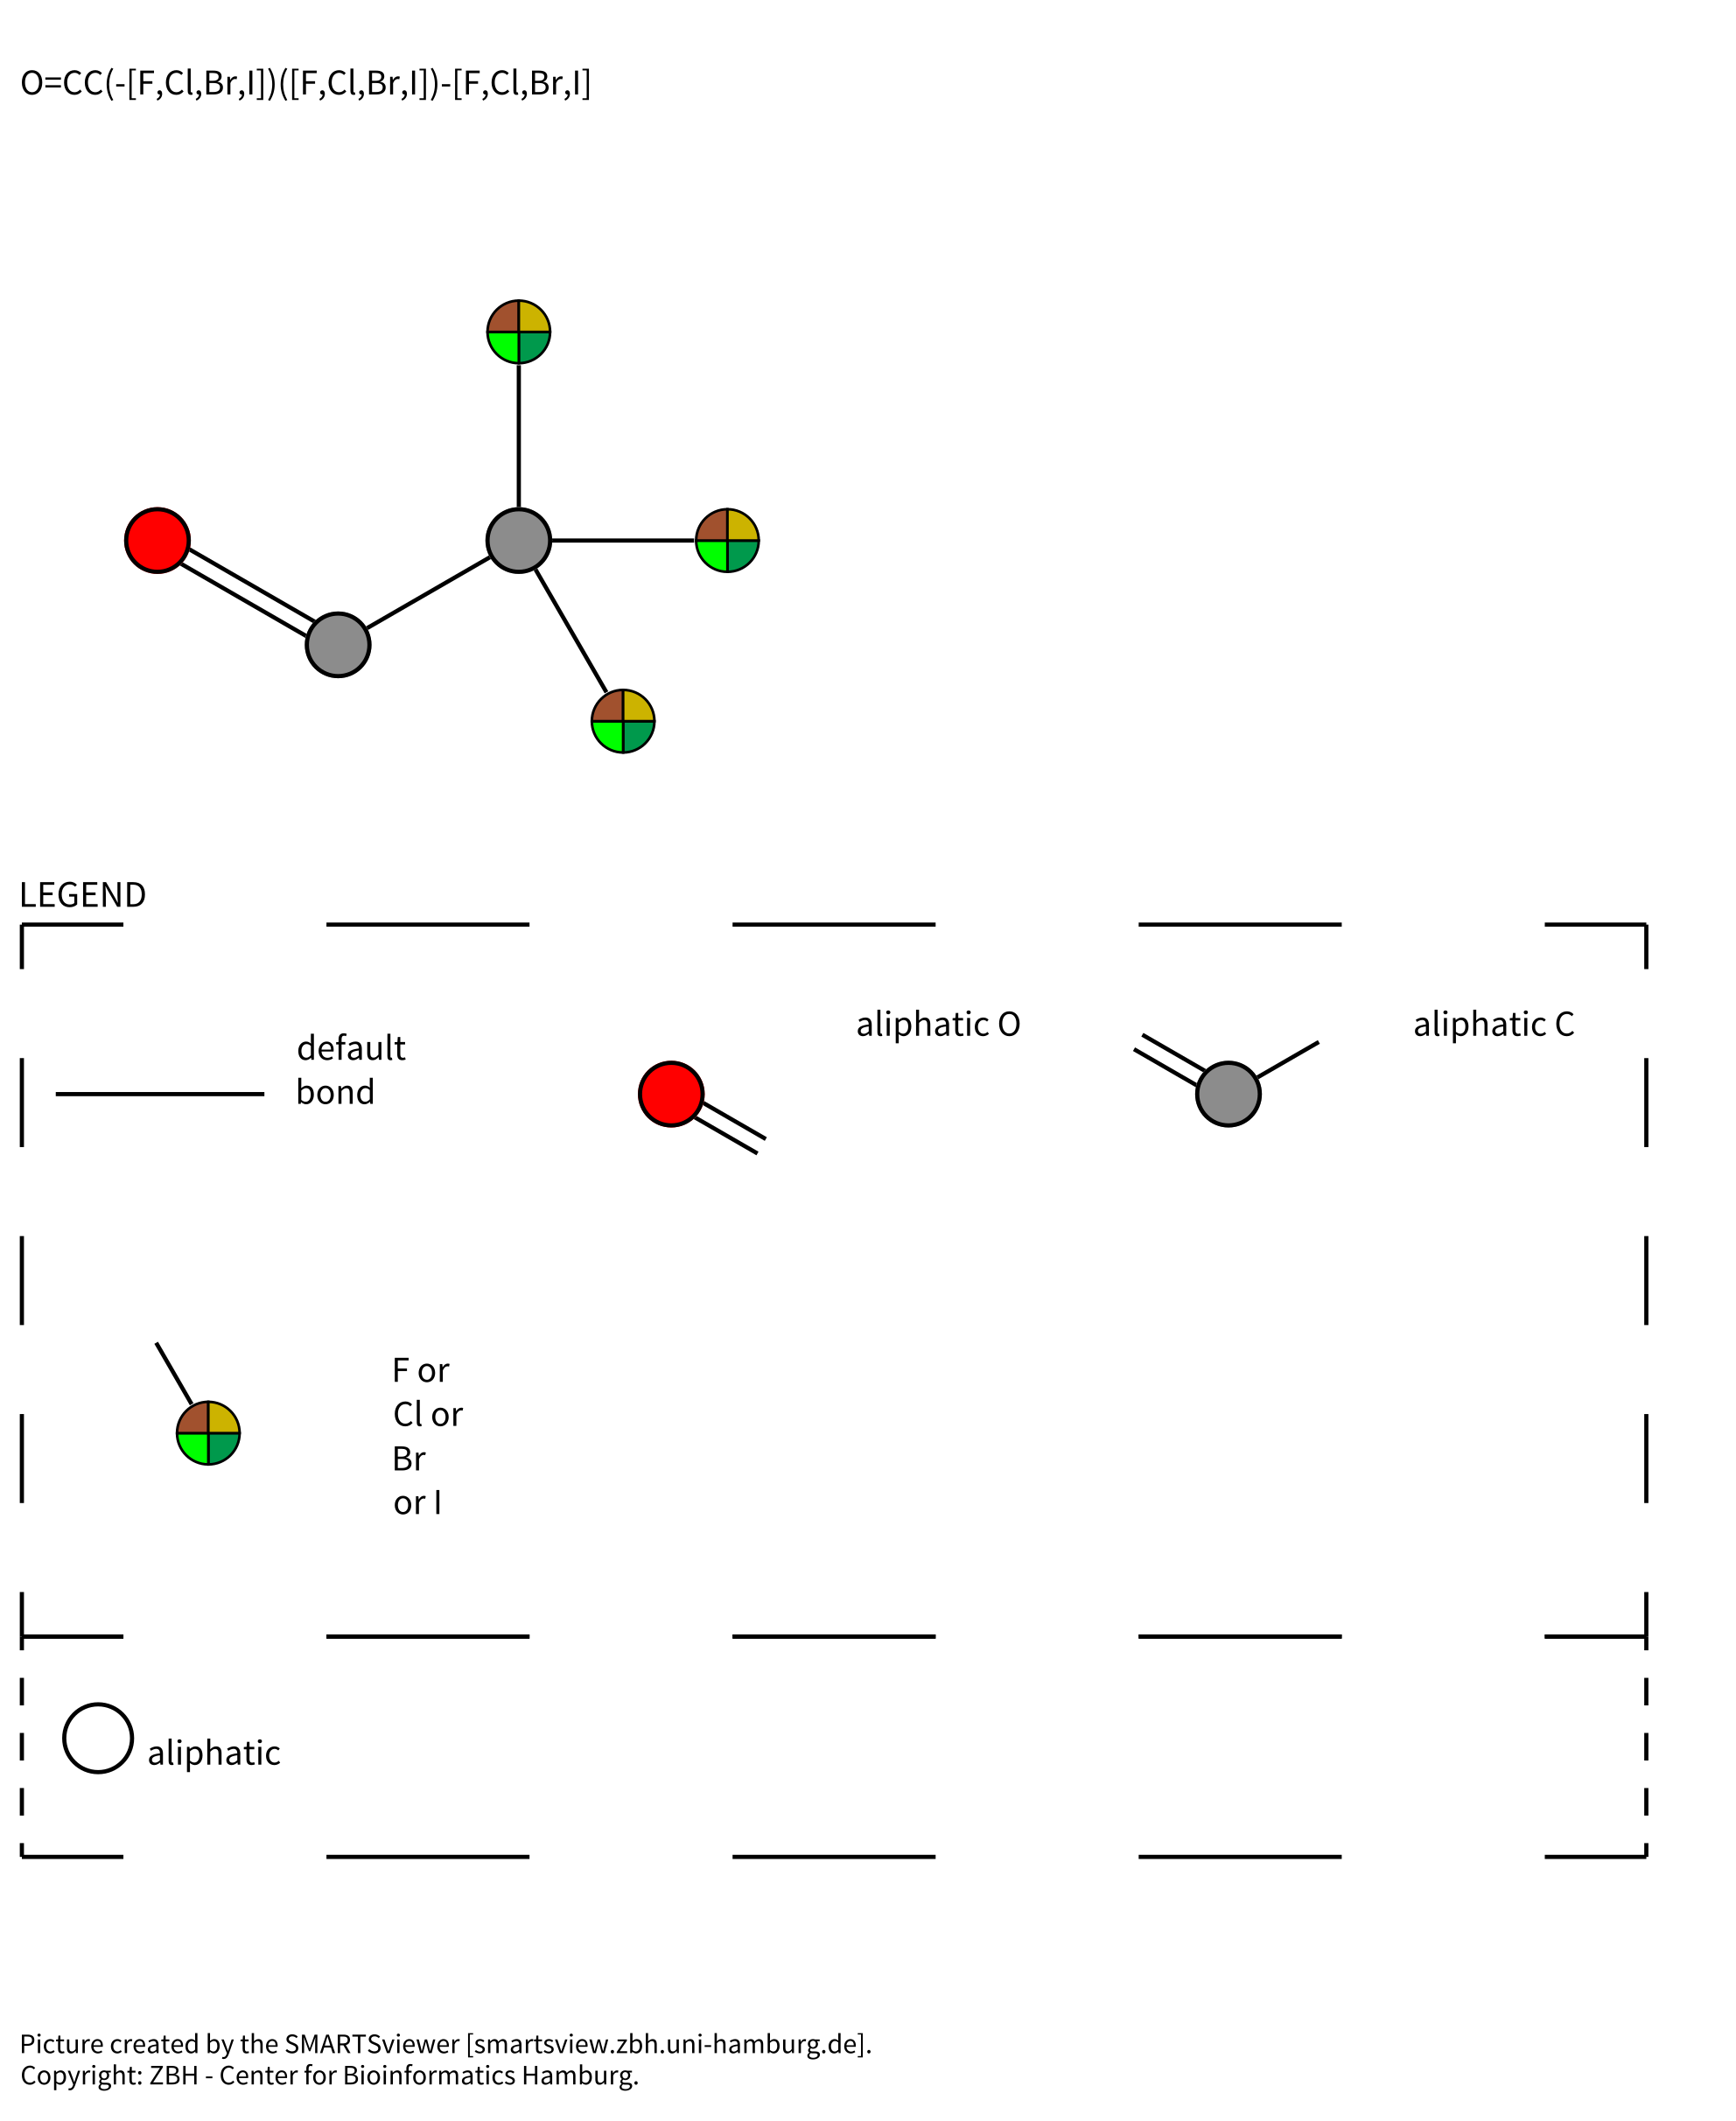 O=CC(-[F,Cl,Br,I])([F,Cl,Br,I])-[F,Cl,Br,I]
LEGEND
default
bond
aliphatic O
aliphatic C
F or
Cl or
Br
or I
aliphatic
Picture created by the SMARTSviewer [smartsview.zbh.uni-hamburg.de].
Copyright: ZBH - Center for Bioinformatics Hamburg.